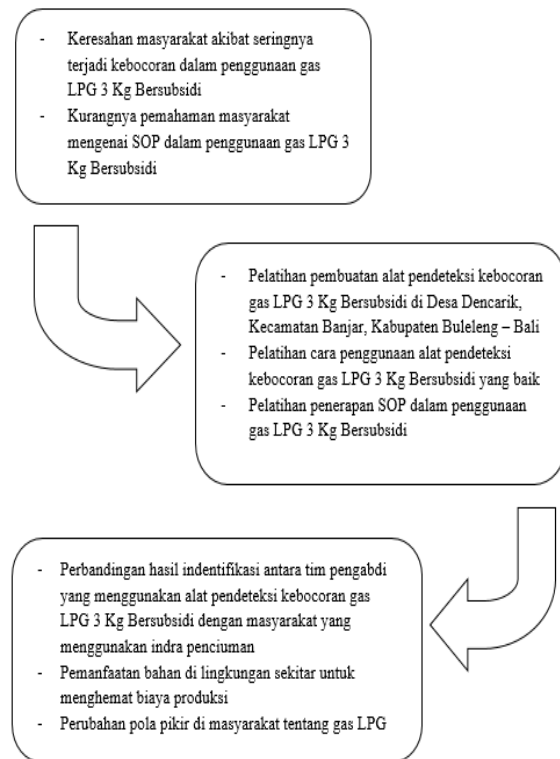 - Keresahan masyarakat akibat seringnya
terjadi kebocoran dalam penggunaan gas
LPG 3 Kg Bersubsidi
- Kurangnya pemahaman masyarakat
mengenai SOP dalam penggunaan gas LPG 3
Kg Bersubsidi
- Pelatihan pembuatan alat pendeteksi kebocoran
gas LPG 3 Kg Bersubsidi di Desa Dencarik,
Kecamatan Banjar, Kabupaten Buleleng – Bali
- Pelatihan cara penggunaan alat pendeteksi
kebocoran gas LPG 3 Kg Bersubsidi yang baik
- Pelatihan penerapan SOP dalam penggunaan
gas LPG 3 Kg Bersubsidi
- Perbandingan hasil indentifikasi antara tim pengabdi
yang menggunakan alat pendeteksi kebocoran gas
LPG 3 Kg Bersubsidi dengan masyarakat yang
menggunakan indra penciuman
- Pemanfaatan bahan di lingkungan sekitar untuk
menghemat biaya produksi
- Perubahan pola pikir di masyarakat tentang gas LPG